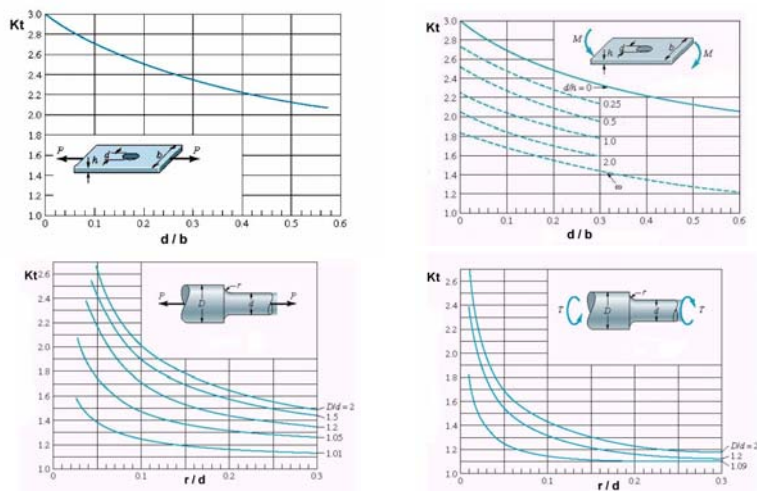 Kt 3.0
2.8
2.6
2.4
2.2
2.0
1.8
1.6
1.4
1.2
1.0
P h d b P
0 0.1 0.2 0.3 0.4 0.5 0.6
d / b
Kt 3.0
2.8
2.6
2.4
2.2
2.0
1.8
1.6
1.4
1.2
1.0
M h d b M
d/h = 0
0.25
0.5
1.0
2.0
∞
0 0.1 0.2 0.3 0.4 0.5 0.6
d / b
Kt 2.6
2.4
2.2
2.0
1.8
1.6
1.4
1.2
1.0
P D r d P
D/d = 2
1.5
1.2
1.05
1.01
0 0.1 0.2 0.3
r / d
Kt 2.6
2.4
2.2
2.0
1.8
1.6
1.4
1.2
1.0
T D r d T
D/d = 2
1.2
1.09
0 0.1 0.2 0.3
r / d